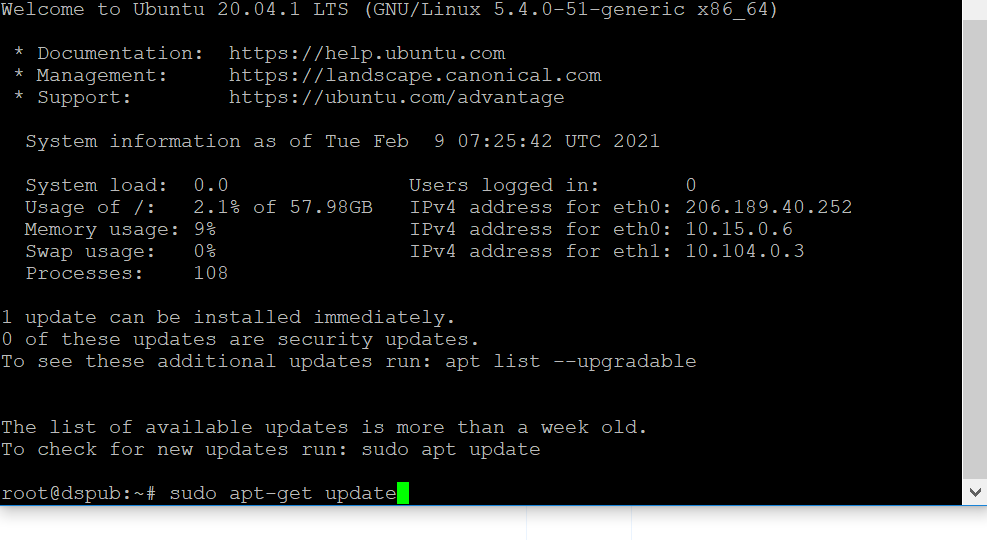 Welcome to Ubuntu 20.04.1 LTS (GNU/Linux 5.4.0-51-generic x86_64)
* Documentation: https://help.ubuntu.com
* Management: https://landscape.canonical.com
* Support: https://ubuntu.com/advantage
System information as of Tue Feb  9 07:25:42 UTC 2021
System load: 0.0 Users logged in: 0
Usage of /: 2.1% of 57.98GB IPv4 address for eth0: 206.189.40.252
Memory usage: 9% IPv4 address for eth0: 10.15.0.6
Swap usage: 0% IPv4 address for eth1: 10.104.0.3
Processes: 108
1 update can be installed immediately.
0 of these updates are security updates.
To see these additional updates run: apt list --upgradable
The list of available updates is more than a week old.
To check for new updates run: sudo apt update
root@dspub:~# sudo apt-get update